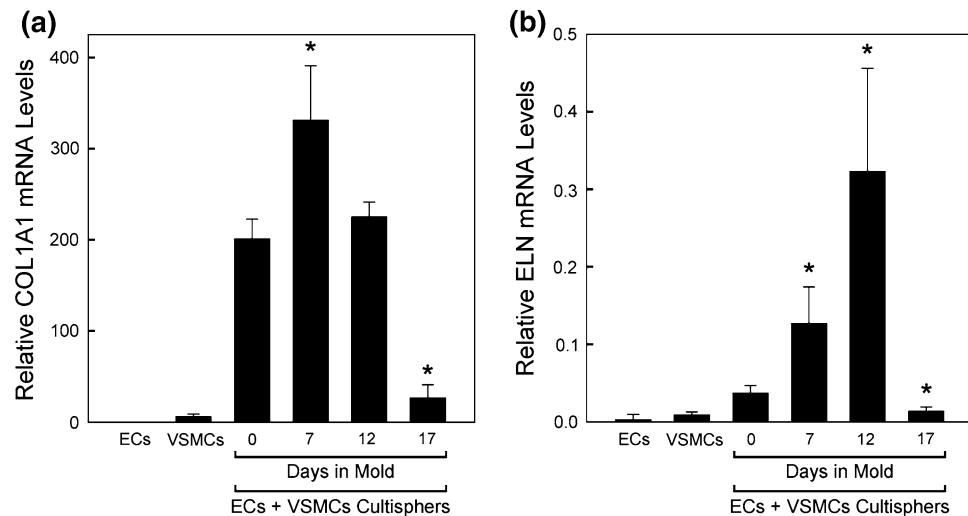 (a)
Relative COL1A1 mRNA Levels
400
300
200
100
0
*
*
ECs VSMCs 0 7 12 17
Days in Mold
ECs + VSMCs Cultisphers
(b)
Relative ELN mRNA Levels
0.5
0.4
0.3
0.2
0.1
0.0
*
*
*
ECs VSMCs 0 7 12 17
Days in Mold
ECs + VSMCs Cultisphers